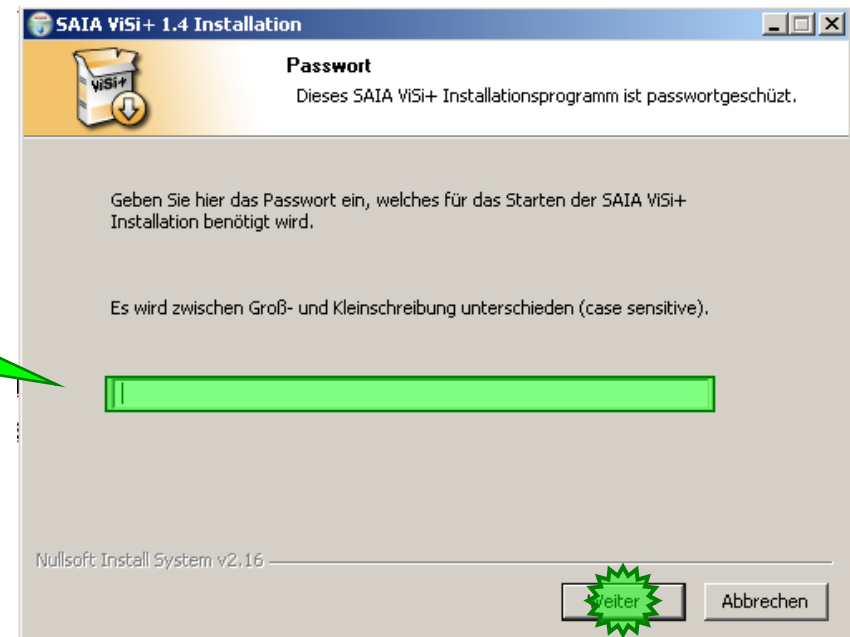 SAIA ViSi+ 1.4 Installation
ViSi+
Passwort
Dieses SAIA ViSi+ Installationsprogramm ist passwortgeschüzt.
Geben Sie hier das Passwort ein, welches für das Starten der SAIA ViSi+
Installation benötigt wird.
Es wird zwischen Groß- und Kleinschreibung unterschieden (case sensitive).
Nullsoft Install System v2.16
Weiter
Abbrechen